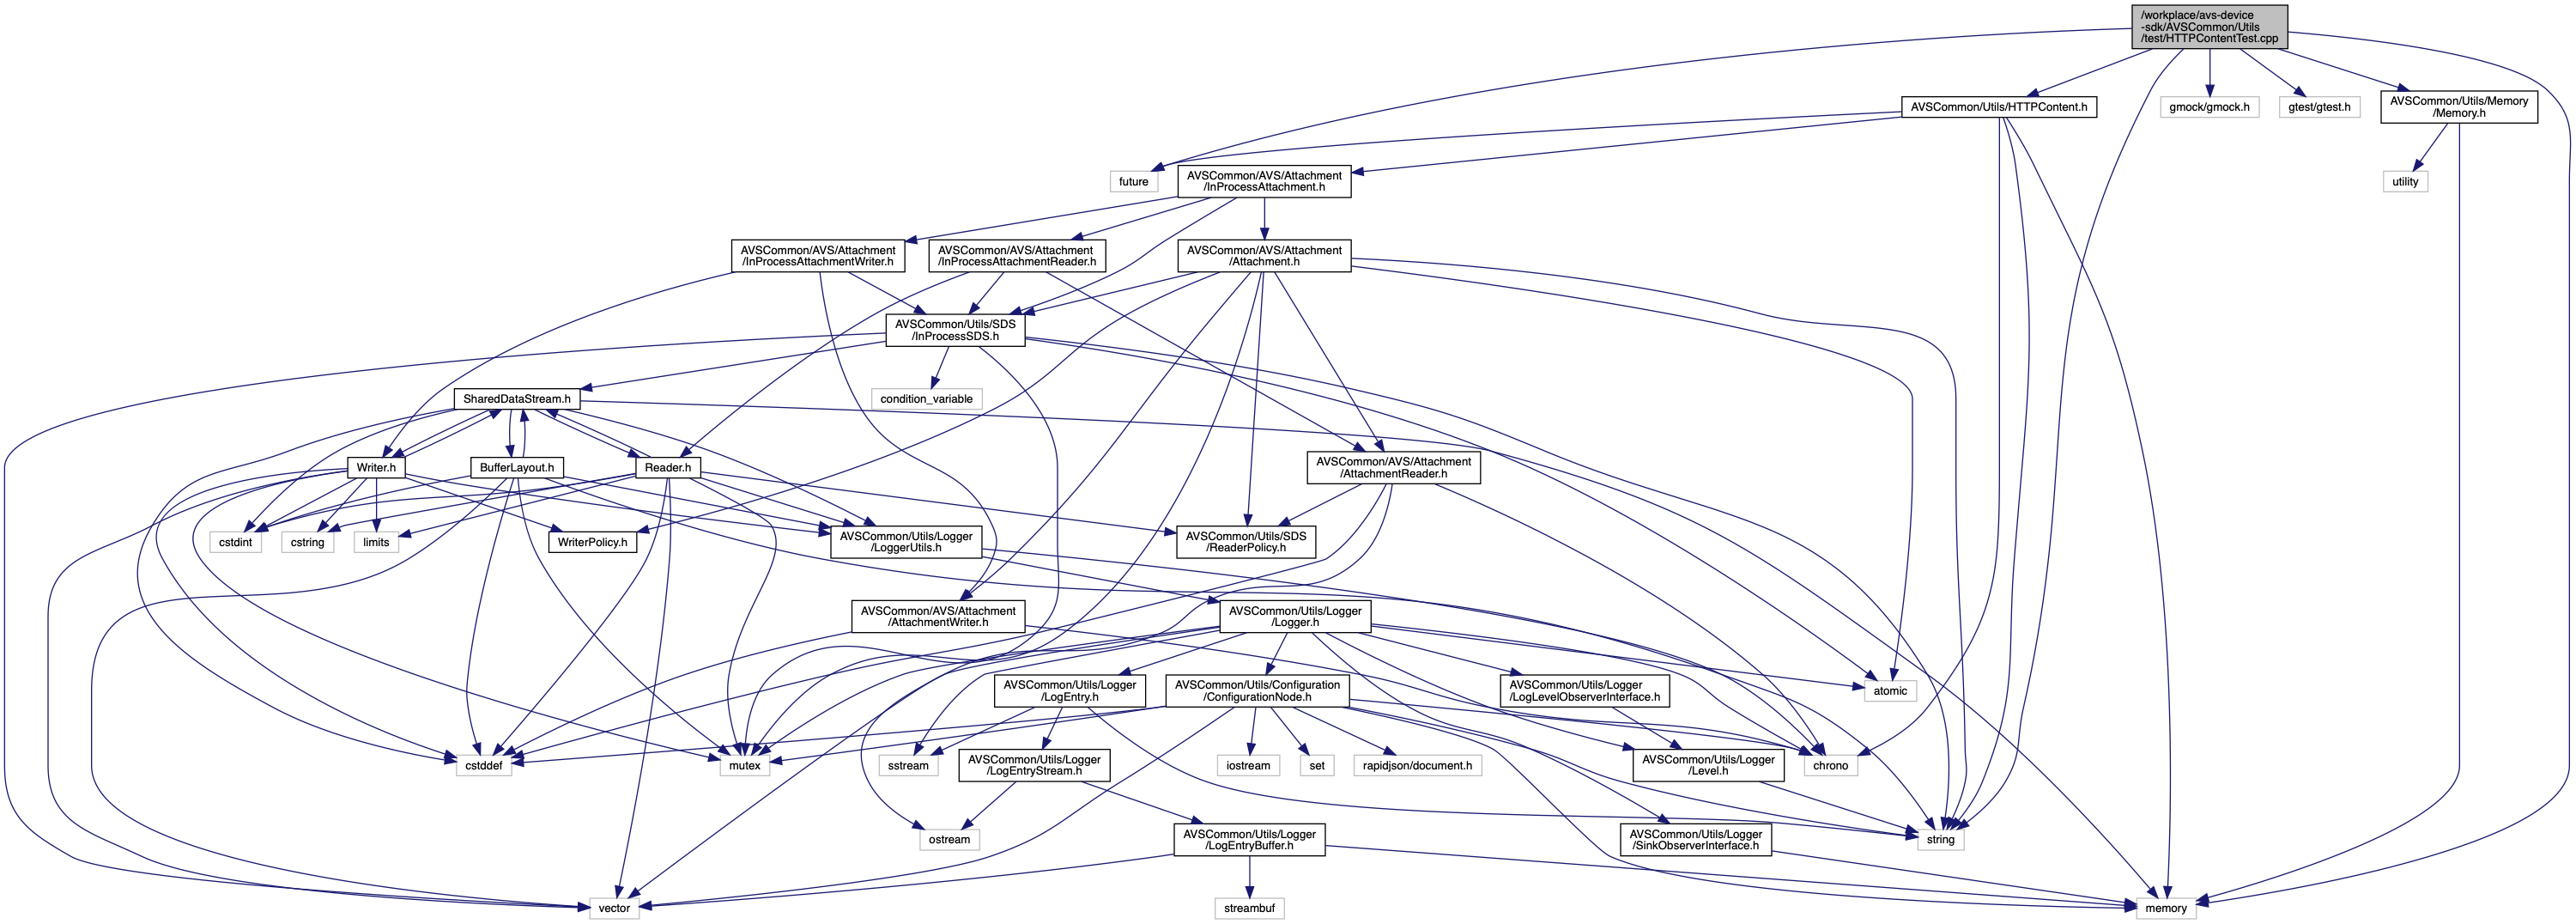 /workplace/avs-device
-sdk/AVSCommon/Utils
/test/HTTPContentTest.cpp
AVSCommon/Utils/HTTPContent.h
gmock/gmock.h
gtest/gtest.h
AVSCommon/Utils/Memory
/Memory.h
future
AVSCommon/AVS/Attachment
/InProcessAttachment.h
utility
AVSCommon/AVS/Attachment
/InProcessAttachmentWriter.h
AVSCommon/AVS/Attachment
/InProcessAttachmentReader.h
AVSCommon/AVS/Attachment
/Attachment.h
AVSCommon/Utils/SDS
/InProcessSDS.h
SharedDataStream.h
condition_variable
Writer.h
BufferLayout.h
Reader.h
AVSCommon/AVS/Attachment
/AttachmentReader.h
cstdint
cstring
limits
WriterPolicy.h
AVSCommon/Utils/Logger
/LoggerUtils.h
AVSCommon/Utils/SDS
/ReaderPolicy.h
AVSCommon/AVS/Attachment
/AttachmentWriter.h
AVSCommon/Utils/Logger
/Logger.h
AVSCommon/Utils/Logger
/LogEntry.h
AVSCommon/Utils/Configuration
/ConfigurationNode.h
AVSCommon/Utils/Logger
/LogLevelObserverInterface.h
atomic
cstddef
mutex
sstream
AVSCommon/Utils/Logger
/LogEntryStream.h
iostream
set
rapidjson/document.h
AVSCommon/Utils/Logger
/Level.h
chrono
ostream
AVSCommon/Utils/Logger
/LogEntryBuffer.h
AVSCommon/Utils/Logger
/SinkObserverInterface.h
string
vector
streambuf
memory